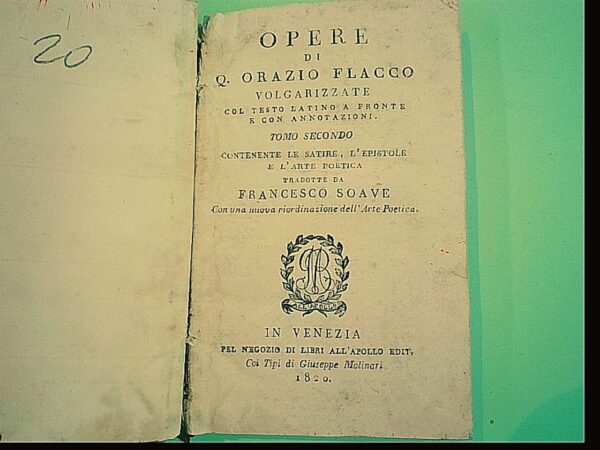 20
OPERE
DI
Q. ORAZIO FLACCO
VOLGARIZZATE
COL TESTO LATINO A FRONTE
E CON ANNOTAZIONI.
TOMO SECONDO
CONTENENTE LE SATIRE, L'EPISTOLE
E L'ARTE POETICA
TRADOTTE DA
FRANCESCO SOAVE
Con una nuova riordinazione dell'Arte Poetica.
ALL'APOLLO
IN VENEZIA
PEL NEGOZIO DI LIBRI ALL'APOLLO EDIT.
Coi Tipi di Giuseppe Molinari
1820.